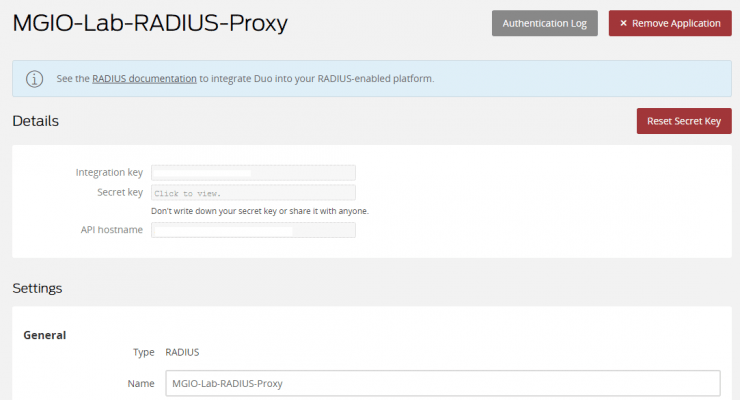 MGIO-Lab-RADIUS-Proxy
Authentication Log
× Remove Application
See the RADIUS documentation to integrate Duo into your RADIUS-enabled platform.
Details
Reset Secret Key
Integration key
Secret key Click to view.
Don't write down your secret key or share it with anyone.
API hostname
Settings
General
Type RADIUS
Name MGIO-Lab-RADIUS-Proxy